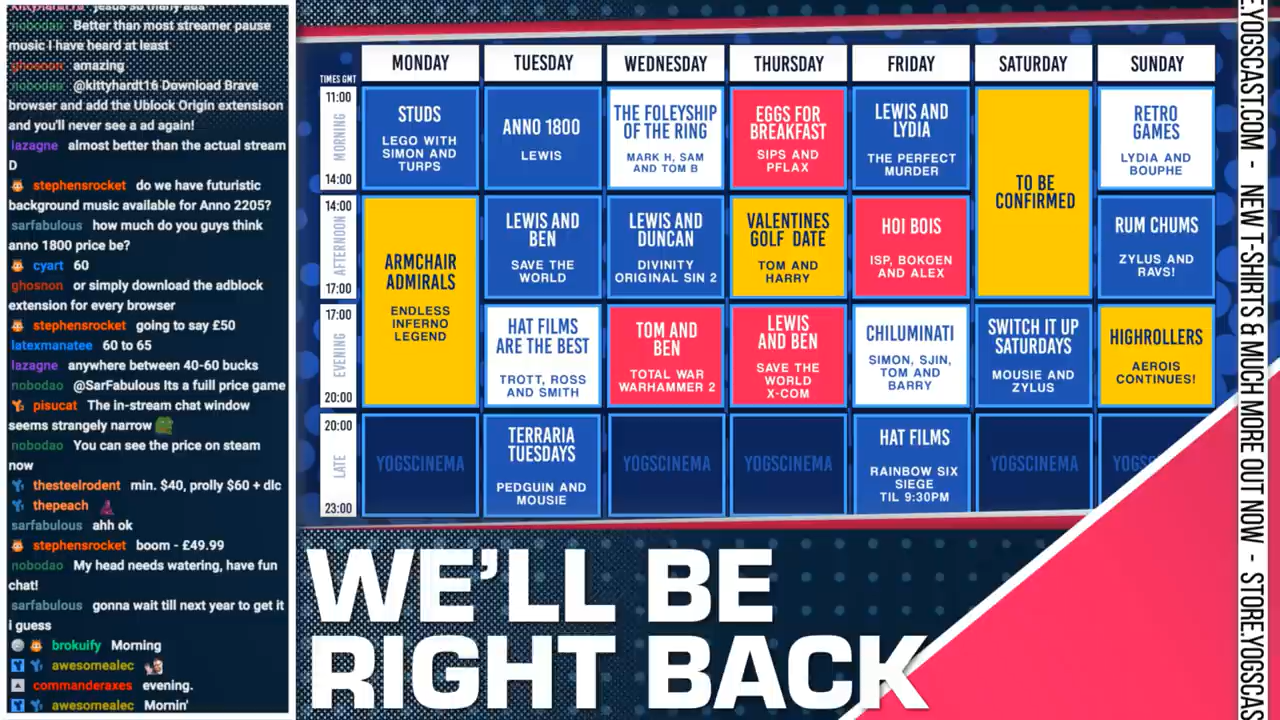 nobodao Better than most streamer pause
music i have heard at least
ghosnon amazing
nobodao @kittyhardt16 Download Brave
browser and add the Ublock Origin extensison
and you'll never see a ad again!
lazagne almost better than the actual stream
D
stephensrocket do we have futuristic
background music available for Anno 2205?
sarfabulous how much do you guys think
anno 1800 price be?
cyart 60
ghosnon or simply download the adblock
extension for every browser
stephensrocket going to say £50
latexmanatee 60 to 65
lazagne anywhere between 40-60 bucks
nobodao @SarFabulous Its a fuill price game
pisucat The in-stream chat window
seems strangely narrow
nobodao You can see the price on steam
now
thesteelrodent min. $40, prolly $60 + dlc
thepeach
sarfabulous ahh ok
stephensrocket boom - £49.99
nobodao My head needs watering, have fun
chat!
sarfabulous gonna wait till next year to get it
i guess
brokuify Morning
awesomealec
commanderaxes evening.
awesomealec Mornin'
TIMES GMT
MONDAY TUESDAY WEDNESDAY THURSDAY FRIDAY SATURDAY SUNDAY
11:00
MORNING
14:00
STUDS
LEGO WITH
SIMON AND
TURPS
ANNO 1800
LEWIS
THE FOLEYSHIP
OF THE RING
MARK H, SAM
AND TOM B
EGGS FOR
BREAKFAST
SIPS AND
PFLAX
LEWIS AND
LYDIA
THE PERFECT
MURDER
TO BE
CONFIRMED
RETRO
GAMES
LYDIA AND
BOUPHE
14:00
AFTERNOON
17:00
ARMCHAIR
ADMIRALS
ENDLESS
INFERNO
LEGEND
LEWIS AND
BEN
SAVE THE
WORLD
LEWIS AND
DUNCAN
DIVINITY
ORIGINAL SIN 2
VALENTINES
GOLF DATE
TOM AND
HARRY
HOI BOIS
ISP, BOKOEN
AND ALEX
RUM CHUMS
ZYLUS AND
RAVS!
17:00
EVENING
20:00
HAT FILMS
ARE THE BEST
TROTT, ROSS
AND SMITH
TOM AND
BEN
TOTAL WAR
WARHAMMER 2
LEWIS
AND BEN
SAVE THE
WORLD
X-COM
CHILUMINATI
SIMON, SJIN,
TOM AND
BARRY
SWITCH IT UP
SATURDAYS
MOUSIE AND
ZYLUS
HIGHROLLERS
AEROIS
CONTINUES!
20:00
LATE
23:00
YOGSCINEMA
TERRARIA
TUESDAYS
PEDGUIN AND
MOUSIE
YOGSCINEMA
YOGSCINEMA
HAT FILMS
RAINBOW SIX
SIEGE
TIL 9:30PM
YOGSCINEMA
YOGS
WE'LL BE
RIGHT BACK
E.YOGSCAST.COM - NEW T-SHIRTS & MUCH MORE OUT NOW - STORE.YOGSCAS